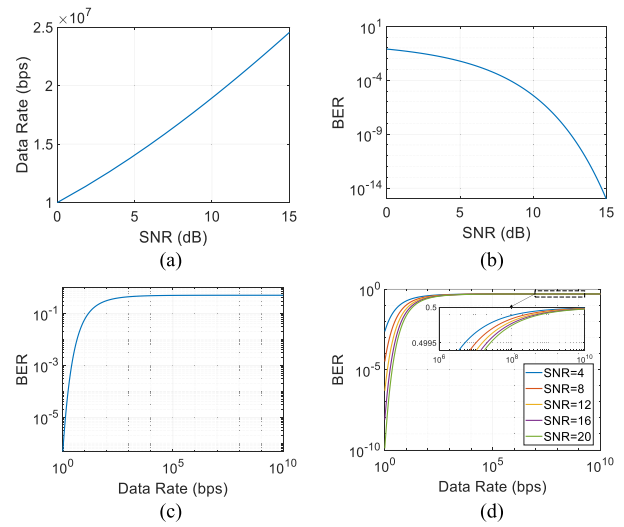 ×10^7
2.5
2
1.5
1
Data Rate (bps)
0 5 10 15
SNR (dB)
(a)
10^-4
10^-9
10^-14
BER
0 5 10 15
SNR (dB)
(b)
10^-1
10^-3
10^-5
BER
10^0 10^5 10^10
Data Rate (bps)
(c)
10^0
10^-5
10^-10
BER
0.5
0.4995
10^6 10^8 10^10
SNR=4
SNR=8
SNR=12
SNR=16
SNR=20
10^0 10^5 10^10
Data Rate (bps)
(d)